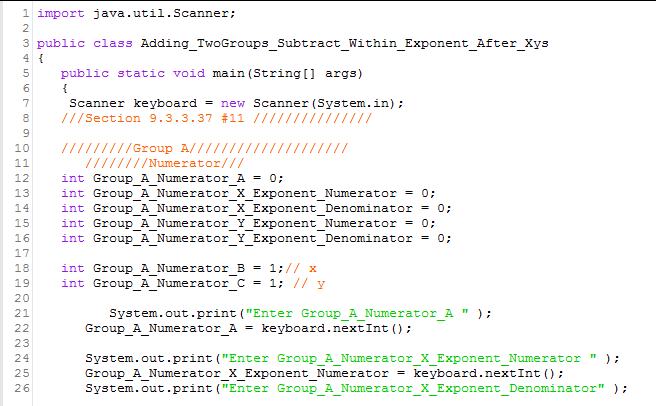 1 import java.util.Scanner;
2
3 public class Adding_TwoGroups_Subtract_Within_Exponent_After_Xys
4 {
5 public static void main(String[] args)
6 {
7 Scanner keyboard = new Scanner(System.in);
8 ///Section 9.3.3.37 #11 ///////////////
9
10 /////////Group A////////////////////
11 ////////Numerator///
12 int Group_A_Numerator_A = 0;
13 int Group_A_Numerator_X_Exponent_Numerator = 0;
14 int Group_A_Numerator_X_Exponent_Denominator = 0;
15 int Group_A_Numerator_Y_Exponent_Numerator = 0;
16 int Group_A_Numerator_Y_Exponent_Denominator = 0;
17
18 int Group_A_Numerator_B = 1;// x
19 int Group_A_Numerator_C = 1; // y
20
21 System.out.print("Enter Group_A_Numerator_A " );
22 Group_A_Numerator_A = keyboard.nextInt();
23
24 System.out.print("Enter Group_A_Numerator_X_Exponent_Numerator " );
25 Group_A_Numerator_X_Exponent_Numerator = keyboard.nextInt();
26 System.out.print("Enter Group_A_Numerator_X_Exponent_Denominator" );